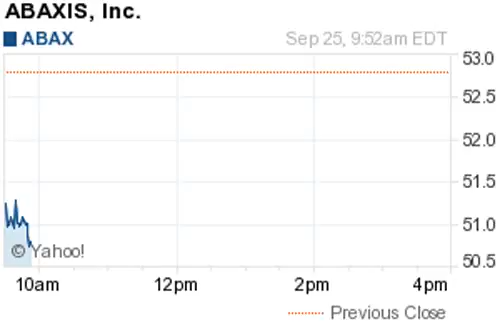 ABAXIS, Inc.
ABAX
Sep 25, 9:52am EDT
53.0
52.5
52.0
51.5
51.0
50.5
© Yahoo!
10am 12pm 2pm 4pm
Previous Close